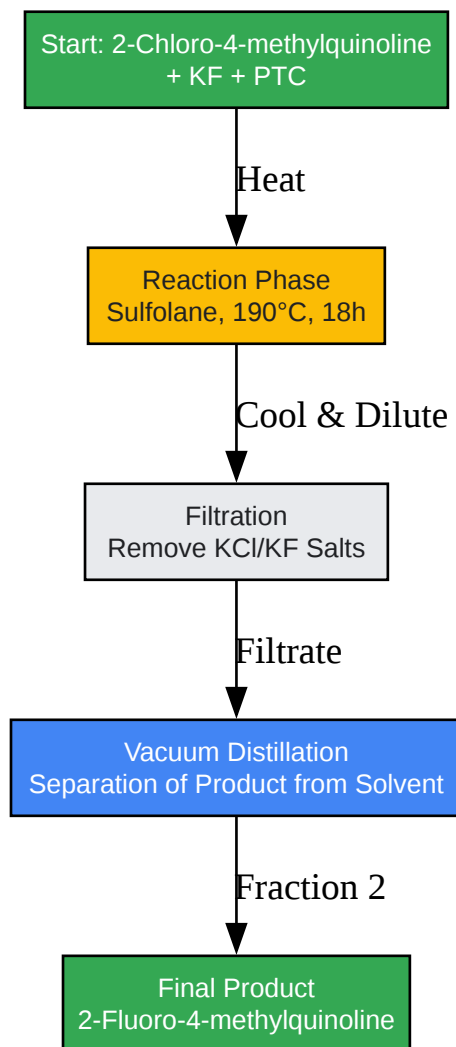 Start: 2-Chloro-4-methylquinoline
+ KF + PTC
Heat
Reaction Phase
Sulfolane, 190°C, 18h
Cool & Dilute
Filtration
Remove KCl/KF Salts
Filtrate
Vacuum Distillation
Separation of Product from Solvent
Fraction 2
Final Product
2-Fluoro-4-methylquinoline